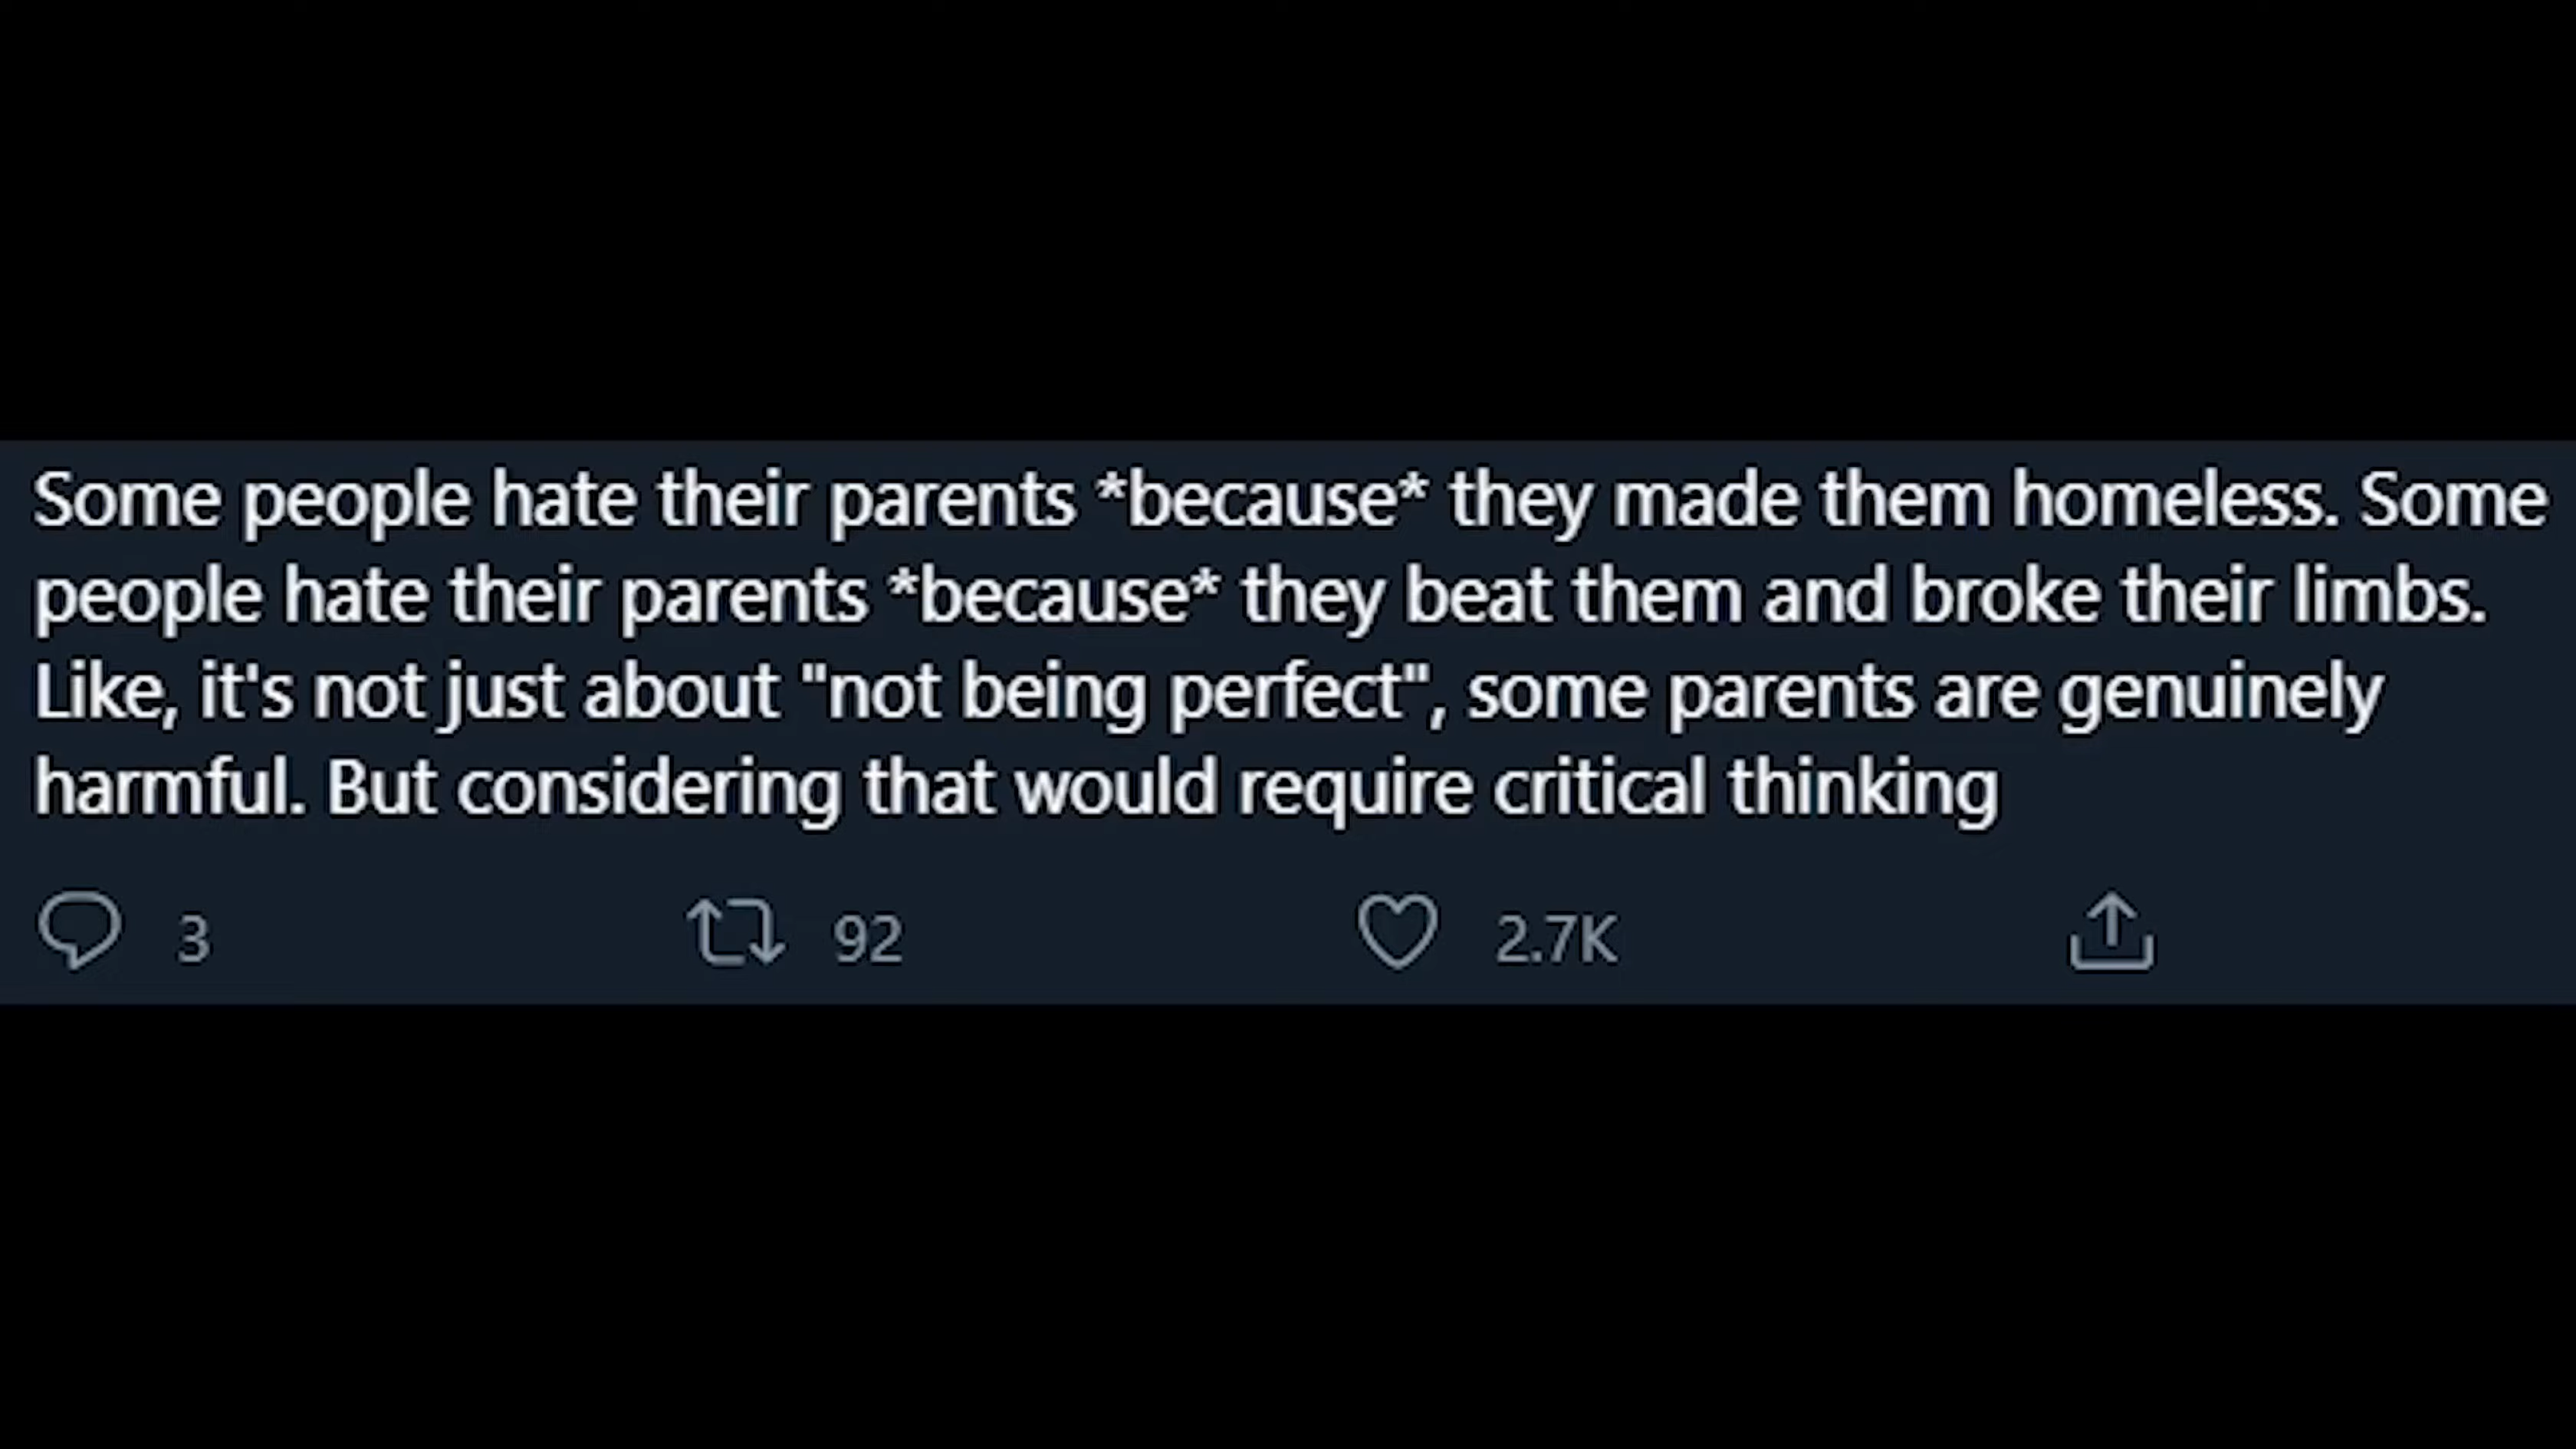 Some people hate their parents *because* they made them homeless. Some
people hate their parents *because* they beat them and broke their limbs.
Like, it's not just about "not being perfect", some parents are genuinely
harmful. But considering that would require critical thinking
3 92 2.7K